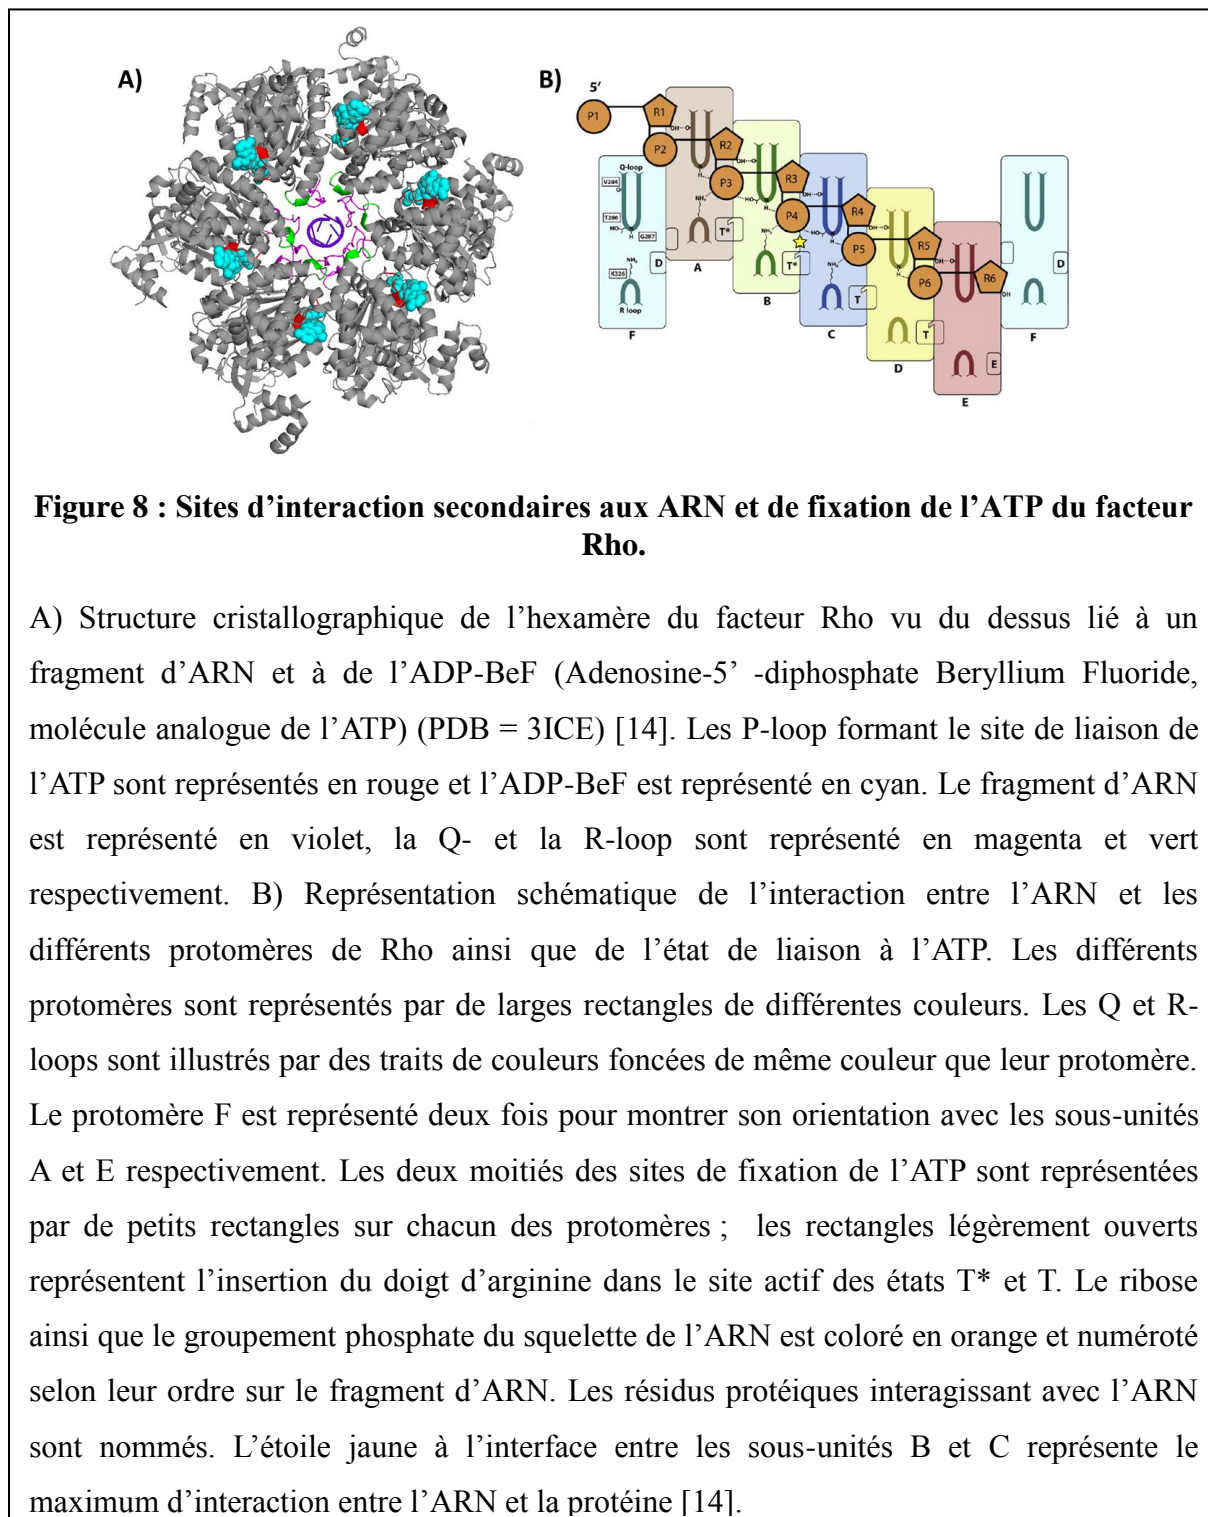 A)
B)
5'
P1
R1
OH
O
P2
R2
OH
O
P3
R3
OH
O
P4
R4
OH
O
P5
R5
OH
O
P6
R6
OH
Q-loop
V284
O
T286
HO
N
H
G287
NH₂
K326
R loop
D
F
N
H
NH₂
T*
A
N
H
NH₂
T*
B
HO
N
H
NH₂
T
C
N
H
T
D
E
E
D
F
Figure 8 : Sites d’interaction secondaires aux ARN et de fixation de l’ATP du facteur
Rho.
A) Structure cristallographique de l’hexamère du facteur Rho vu du dessus lié à un
fragment d’ARN et à de l’ADP-BeF (Adenosine-5’ -diphosphate Beryllium Fluoride,
molécule analogue de l’ATP) (PDB = 3ICE) [14]. Les P-loop formant le site de liaison de
l’ATP sont représentés en rouge et l’ADP-BeF est représenté en cyan. Le fragment d’ARN
est représenté en violet, la Q- et la R-loop sont représenté en magenta et vert
respectivement. B) Représentation schématique de l’interaction entre l’ARN et les
différents protomères de Rho ainsi que de l’état de liaison à l’ATP. Les différents
protomères sont représentés par de larges rectangles de différentes couleurs. Les Q et R-
loops sont illustrés par des traits de couleurs foncées de même couleur que leur protomère.
Le protomère F est représenté deux fois pour montrer son orientation avec les sous-unités
A et E respectivement. Les deux moitiés des sites de fixation de l’ATP sont représentées
par de petits rectangles sur chacun des protomères ; les rectangles légèrement ouverts
représentent l’insertion du doigt d’arginine dans le site actif des états T* et T. Le ribose
ainsi que le groupement phosphate du squelette de l’ARN est coloré en orange et numéroté
selon leur ordre sur le fragment d’ARN. Les résidus protéiques interagissant avec l’ARN
sont nommés. L’étoile jaune à l’interface entre les sous-unités B et C représente le
maximum d’interaction entre l’ARN et la protéine [14].